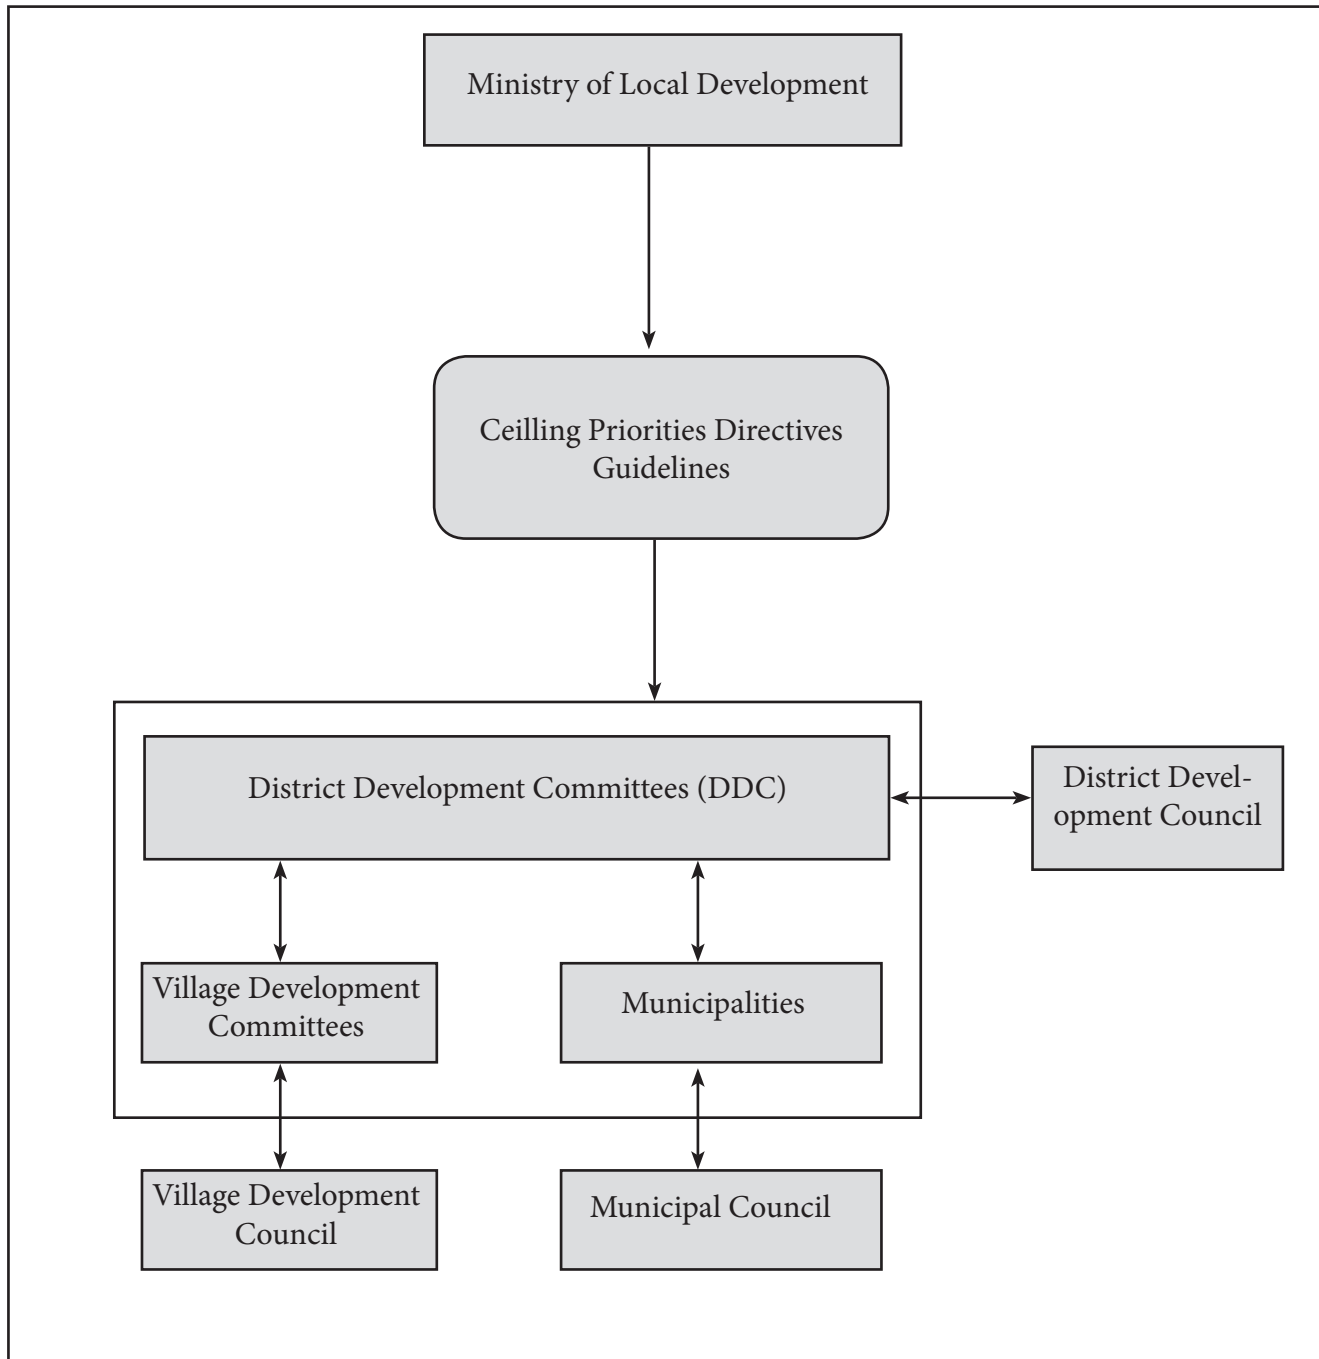 Ministry of Local Development
Ceilling Priorities Directives
Guidelines
District Development Committees (DDC)
District Devel-
opment Council
Village Development
Committees
Municipalities
Village Development
Council
Municipal Council